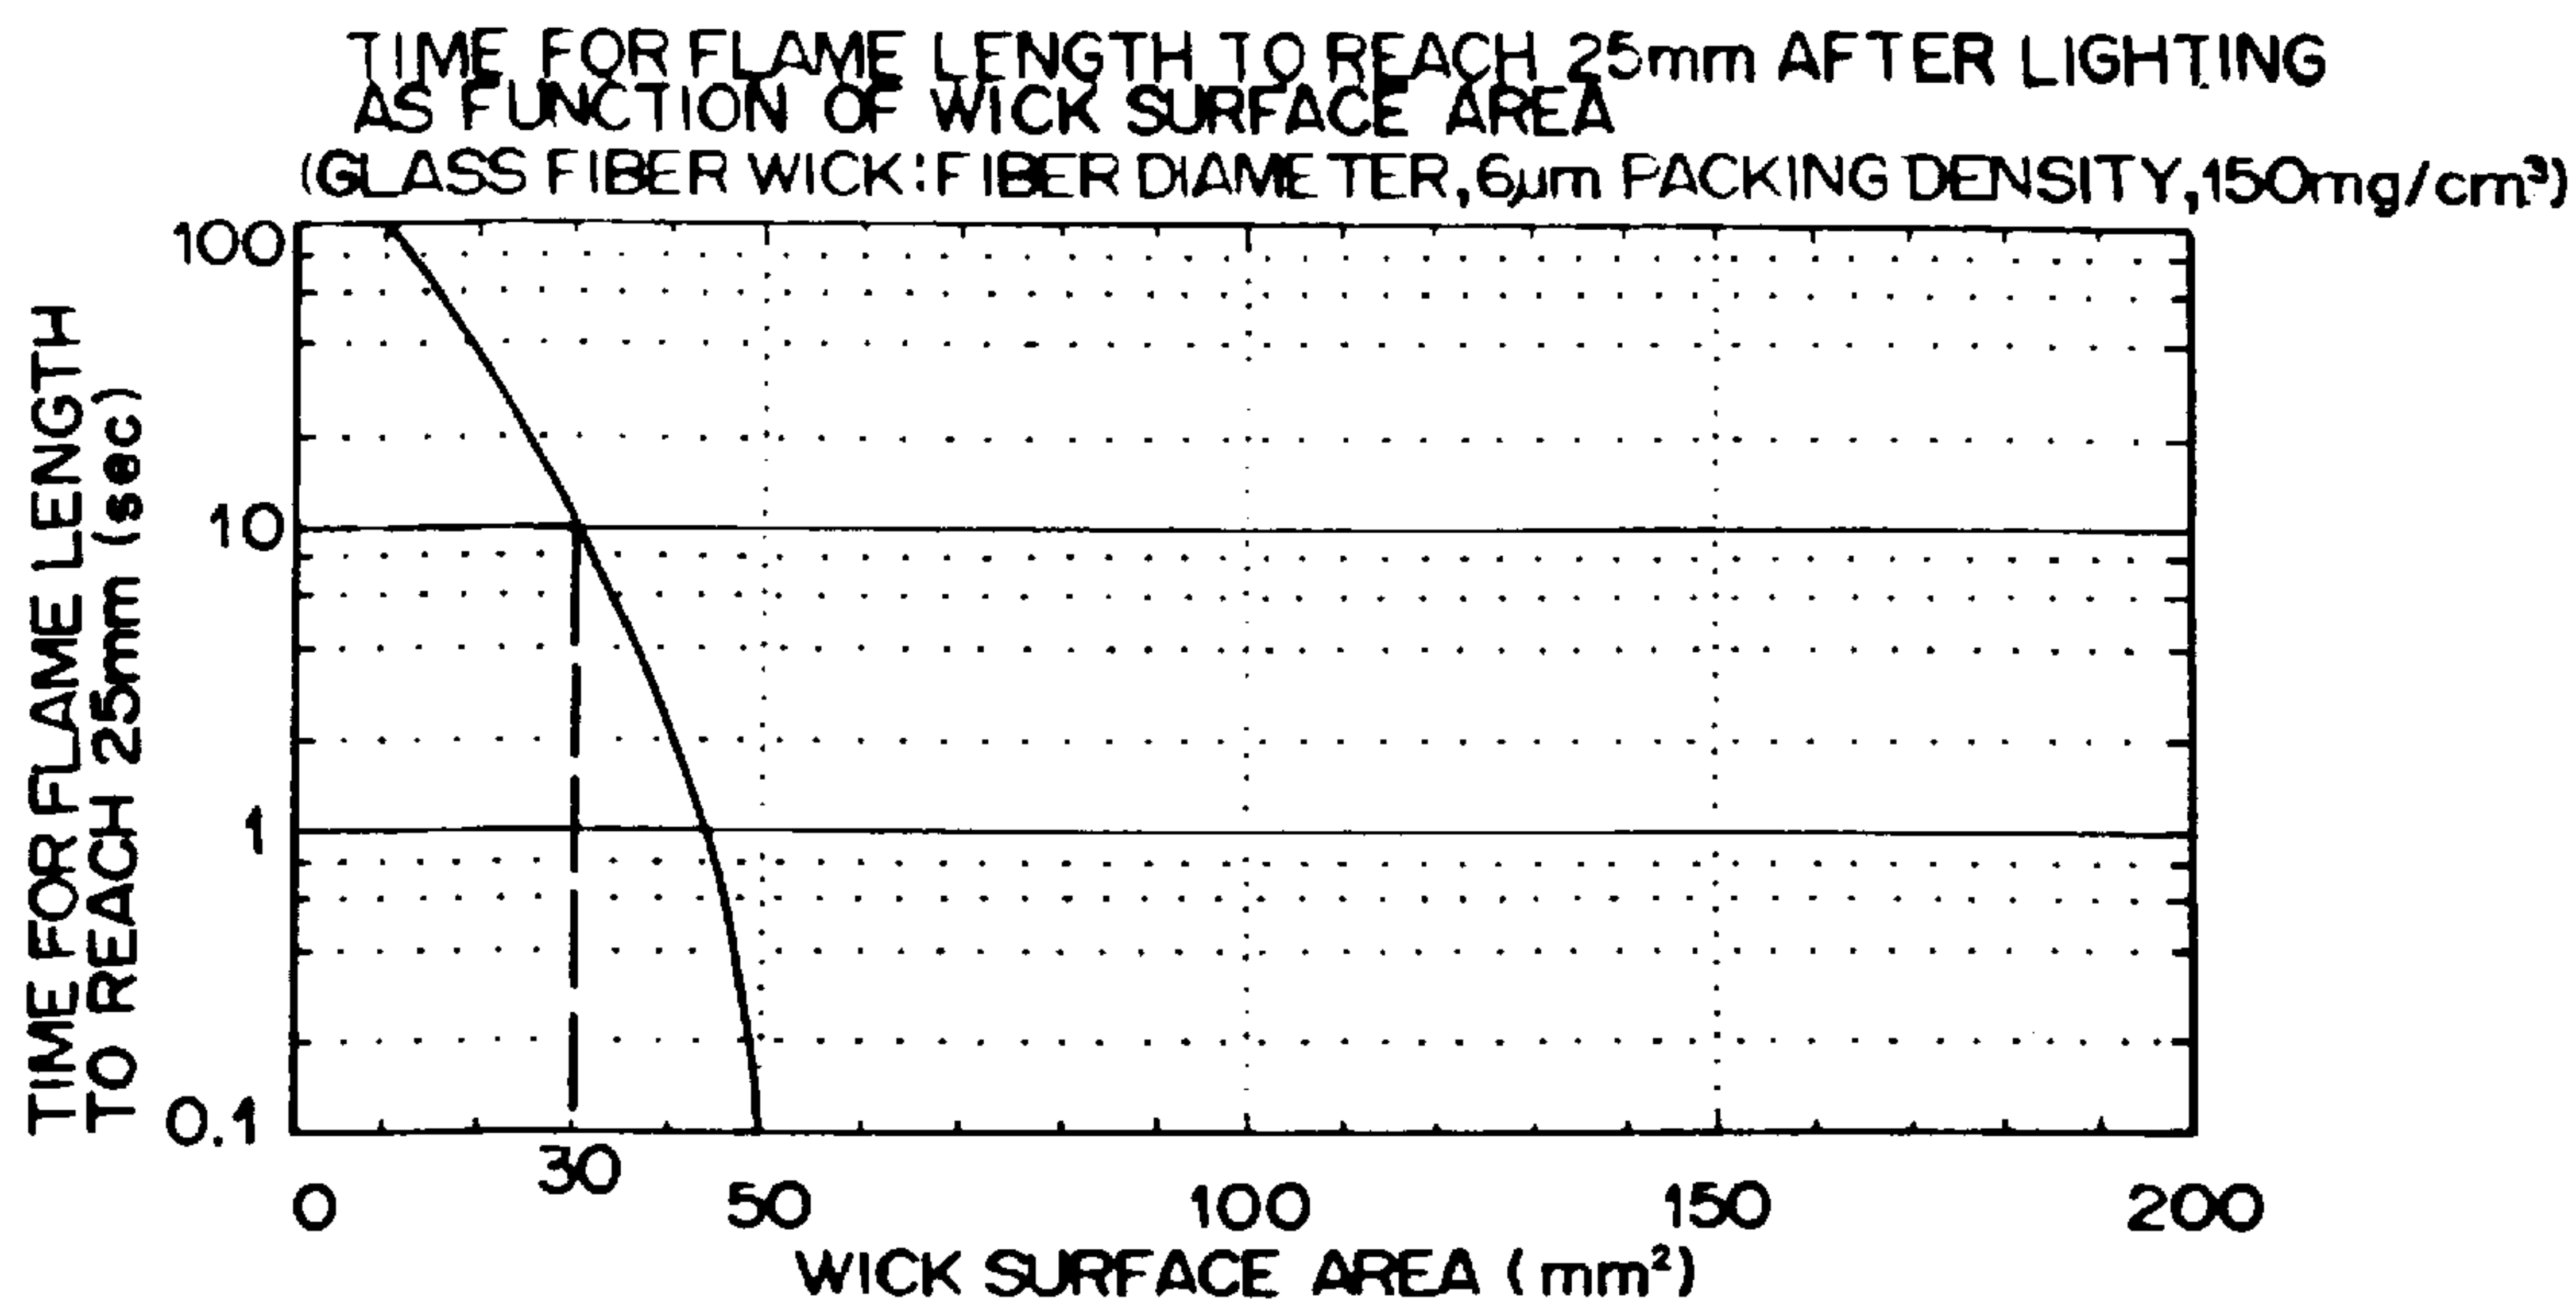 TIME FOR FLAME LENGTH TO REACH 25mm AFTER LIGHTING
AS FUNCTION OF WICK SURFACE AREA
(GLASS FIBER WICK:FIBER DIAMETER,6μm PACKING DENSITY,150mg/cm³)
TIME FOR FLAME LENGTH
TO REACH 25mm (sec)
100
10
1
0.1
30
0 50 100 150 200
WICK SURFACE AREA (mm²)